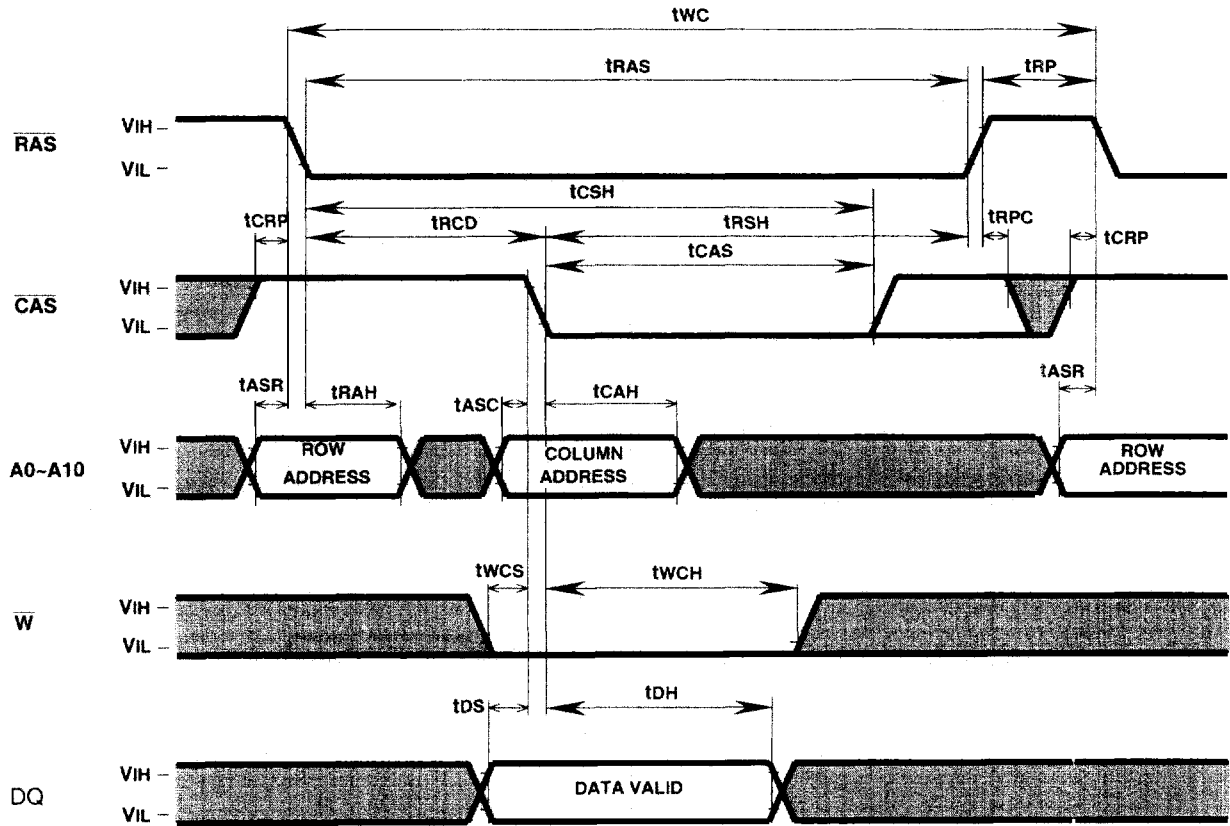 tWC
tRAS
tRP
RAS
VIH –
VIL –
tCSH
tCRP
tRCD
tRSH
tRPC
tCRP
tCAS
CAS
VIH –
VIL –
tASR
tRAH
tASC
tCAH
tASR
A0~A10
VIH –
VIL –
ROW
ADDRESS
COLUMN
ADDRESS
ROW
ADDRESS
tWCS
tWCH
W
VIH –
VIL –
tDS
tDH
DQ
VIH –
VIL –
DATA VALID